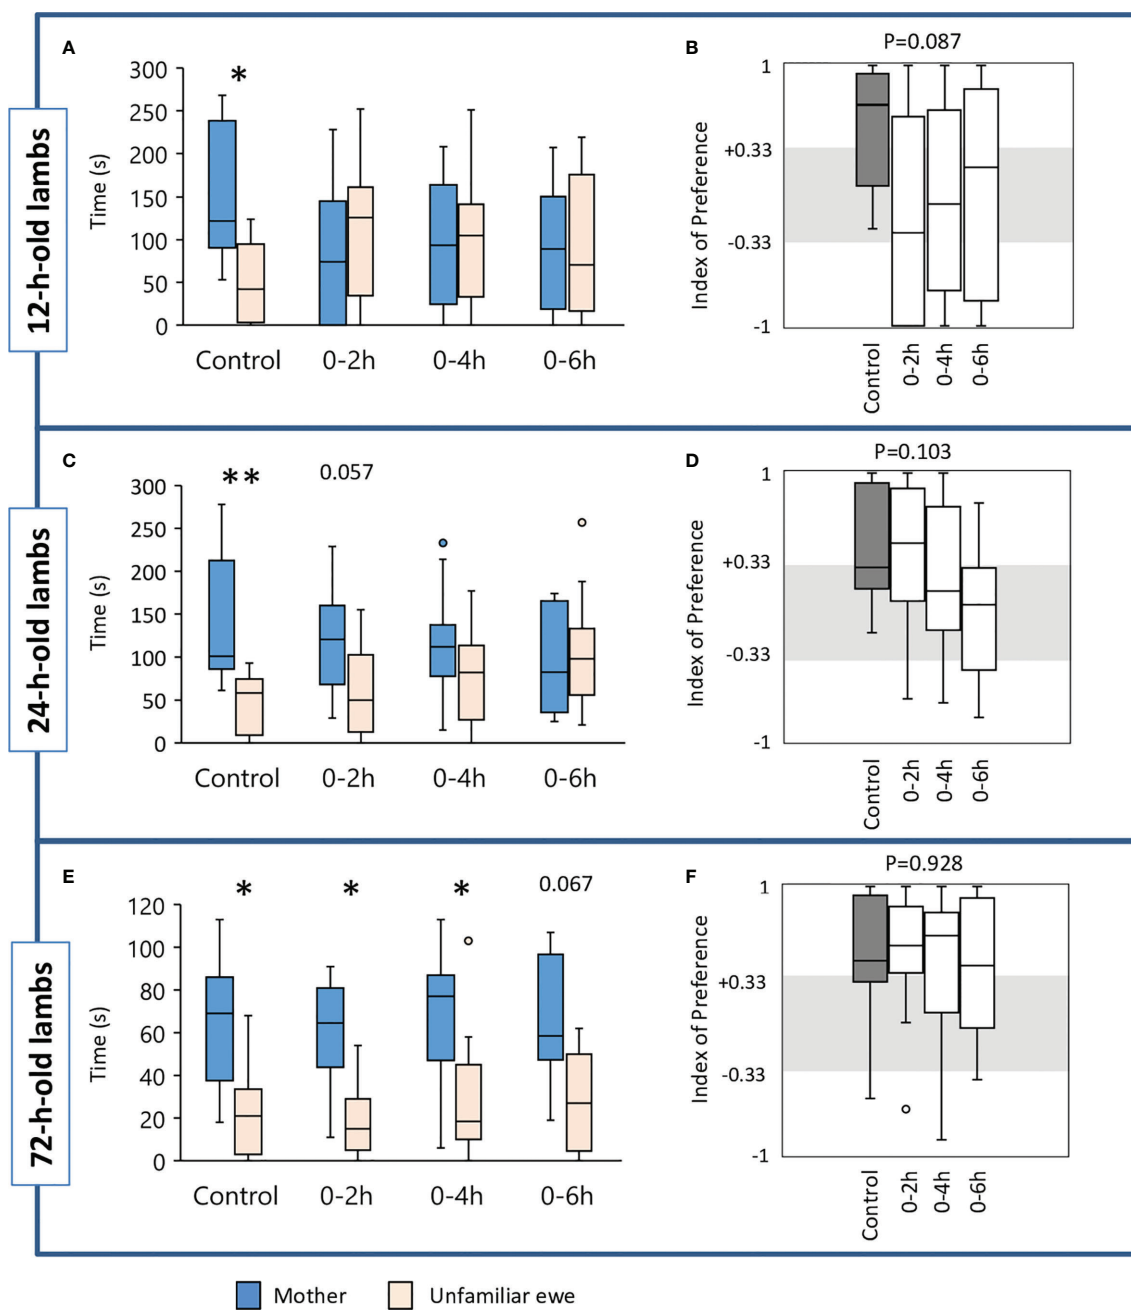 12-h-old lambs
A
*
Time (s)
300
250
200
150
100
50
0
Control 0-2h 0-4h 0-6h
B
P=0.087
Index of Preference
1
+0.33
-0.33
-1
Control 0-2h 0-4h 0-6h
24-h-old lambs
C
** 0.057
Time (s)
300
250
200
150
100
50
0
Control 0-2h 0-4h 0-6h
D
P=0.103
Index of Preference
1
+0.33
-0.33
-1
Control 0-2h 0-4h 0-6h
72-h-old lambs
E
* * * 0.067
Time (s)
120
100
80
60
40
20
0
Control 0-2h 0-4h 0-6h
F
P=0.928
Index of Preference
1
+0.33
-0.33
-1
Control 0-2h 0-4h 0-6h
Mother Unfamiliar ewe